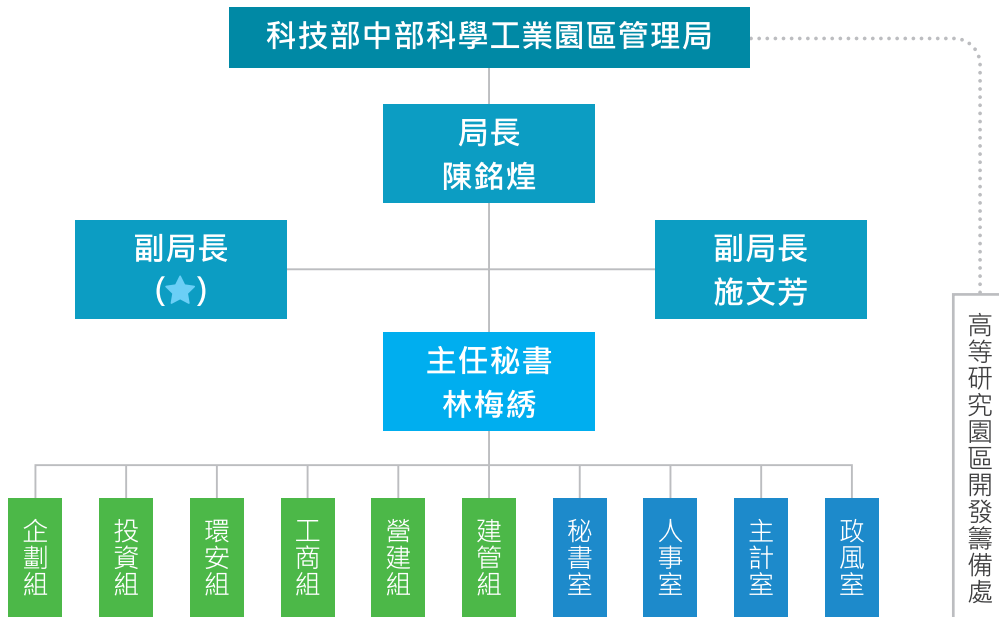 科技部中部科學工業園區管理局
局長
陳銘煌
副局長
(★)
副局長
施文芳
主任秘書
林梅綉
企劃組
投資組
環安組
工商組
營建組
建管組
秘書室
人事室
主計室
政風室
高等研究園區開發籌備處